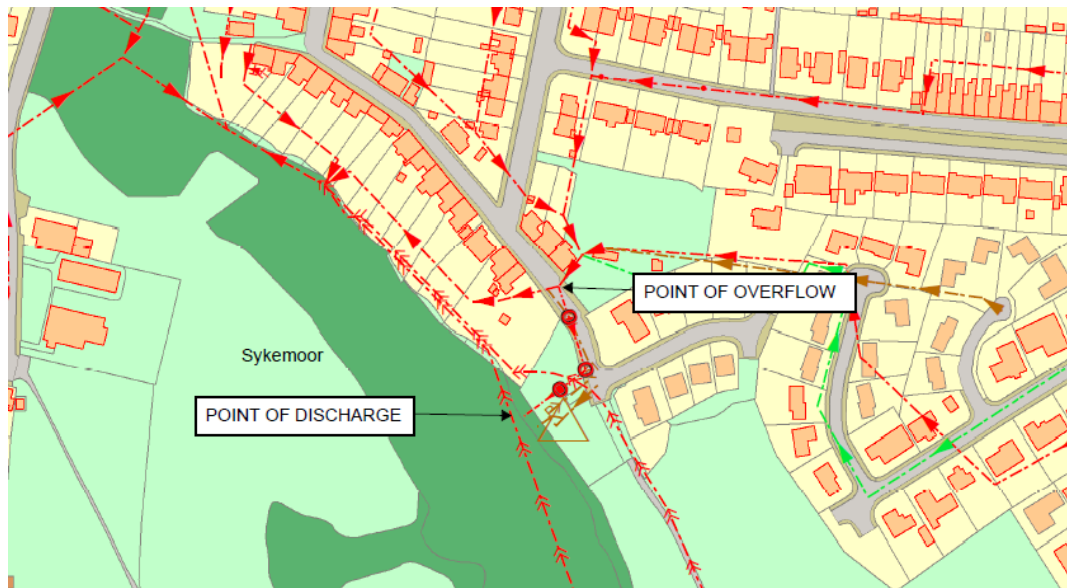 POINT OF OVERFLOW
Sykemoor
POINT OF DISCHARGE